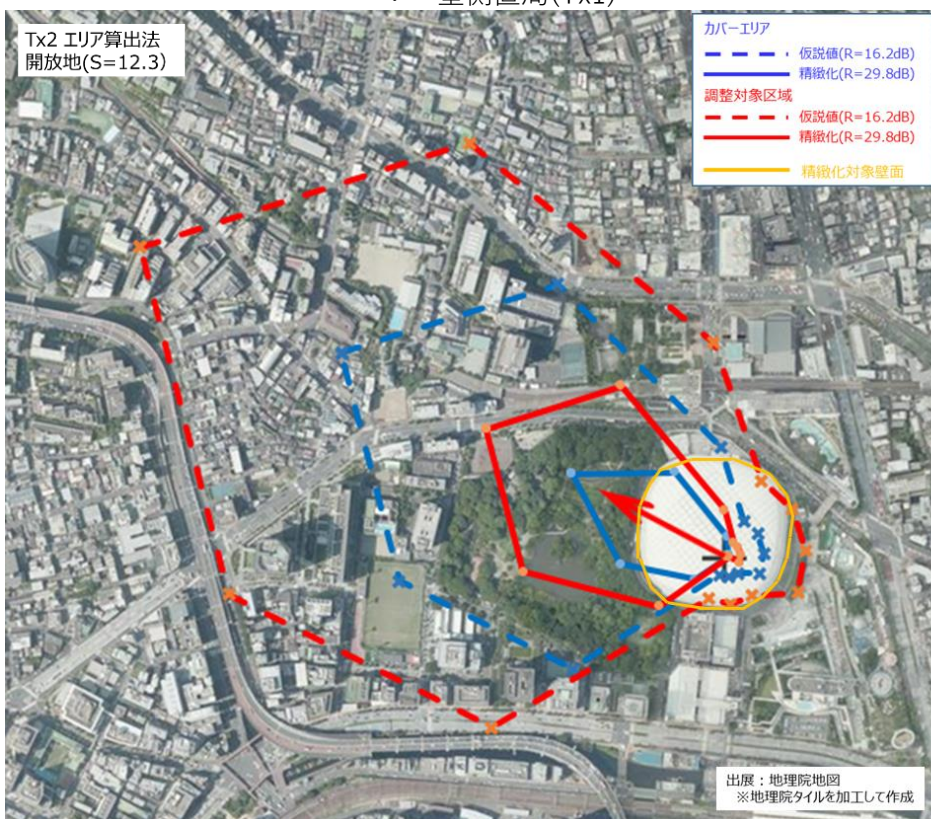 壁側置局(Tx1)
Tx2 エリア算出法
開放地(S=12.3)
カバーエリア
仮説値(R=16.2dB)
精緻化(R=29.8dB)
調整対象区域
仮説値(R=16.2dB)
精緻化(R=29.8dB)
精緻化対象壁面
出展：地理院地図
※地理院タイルを加工して作成